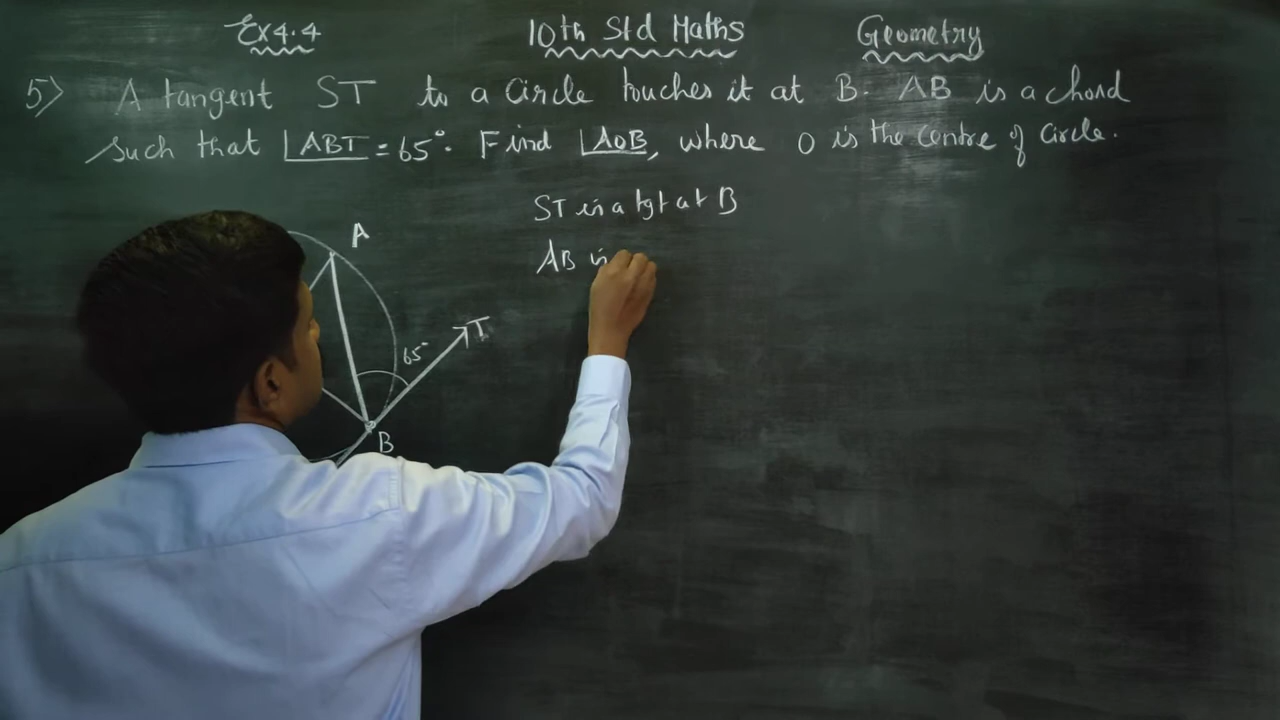 Ex 4.4 10th Std Maths Geometry
5) A tangent ST to a Circle touches it at B. AB is a chord
such that ∠ABT = 65°. Find ∠AOB, where O is the Centre of Circle.
ST is a tgt at B
AB is
A
T
65°
B